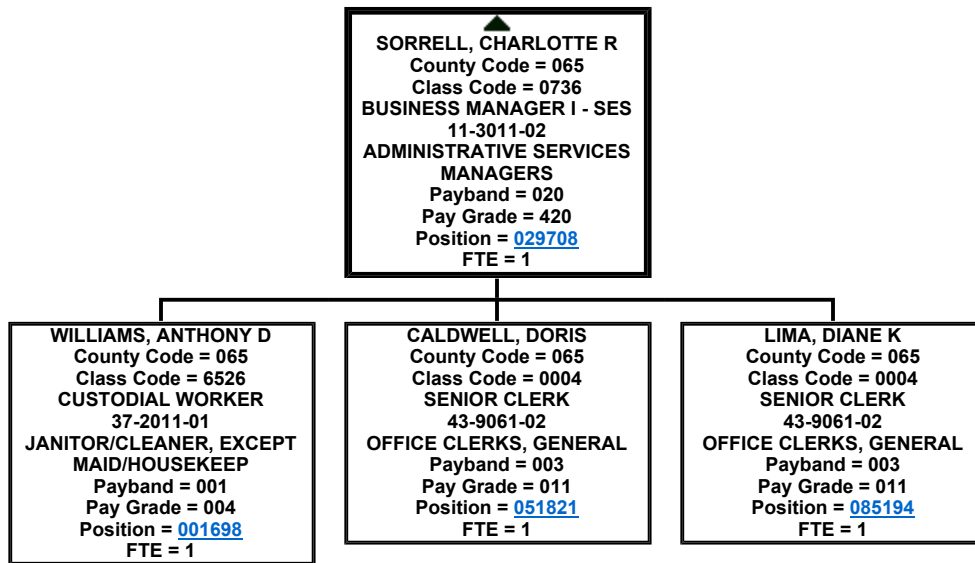 SORRELL, CHARLOTTE R
County Code = 065
Class Code = 0736
BUSINESS MANAGER I - SES
11-3011-02
ADMINISTRATIVE SERVICES
MANAGERS
Payband = 020
Pay Grade = 420
Position = 029708
FTE = 1
WILLIAMS, ANTHONY D
County Code = 065
Class Code = 6526
CUSTODIAL WORKER
37-2011-01
JANITOR/CLEANER, EXCEPT
MAID/HOUSEKEEP
Payband = 001
Pay Grade = 004
Position = 001698
FTE = 1
CALDWELL, DORIS
County Code = 065
Class Code = 0004
SENIOR CLERK
43-9061-02
OFFICE CLERKS, GENERAL
Payband = 003
Pay Grade = 011
Position = 051821
FTE = 1
LIMA, DIANE K
County Code = 065
Class Code = 0004
SENIOR CLERK
43-9061-02
OFFICE CLERKS, GENERAL
Payband = 003
Pay Grade = 011
Position = 085194
FTE = 1